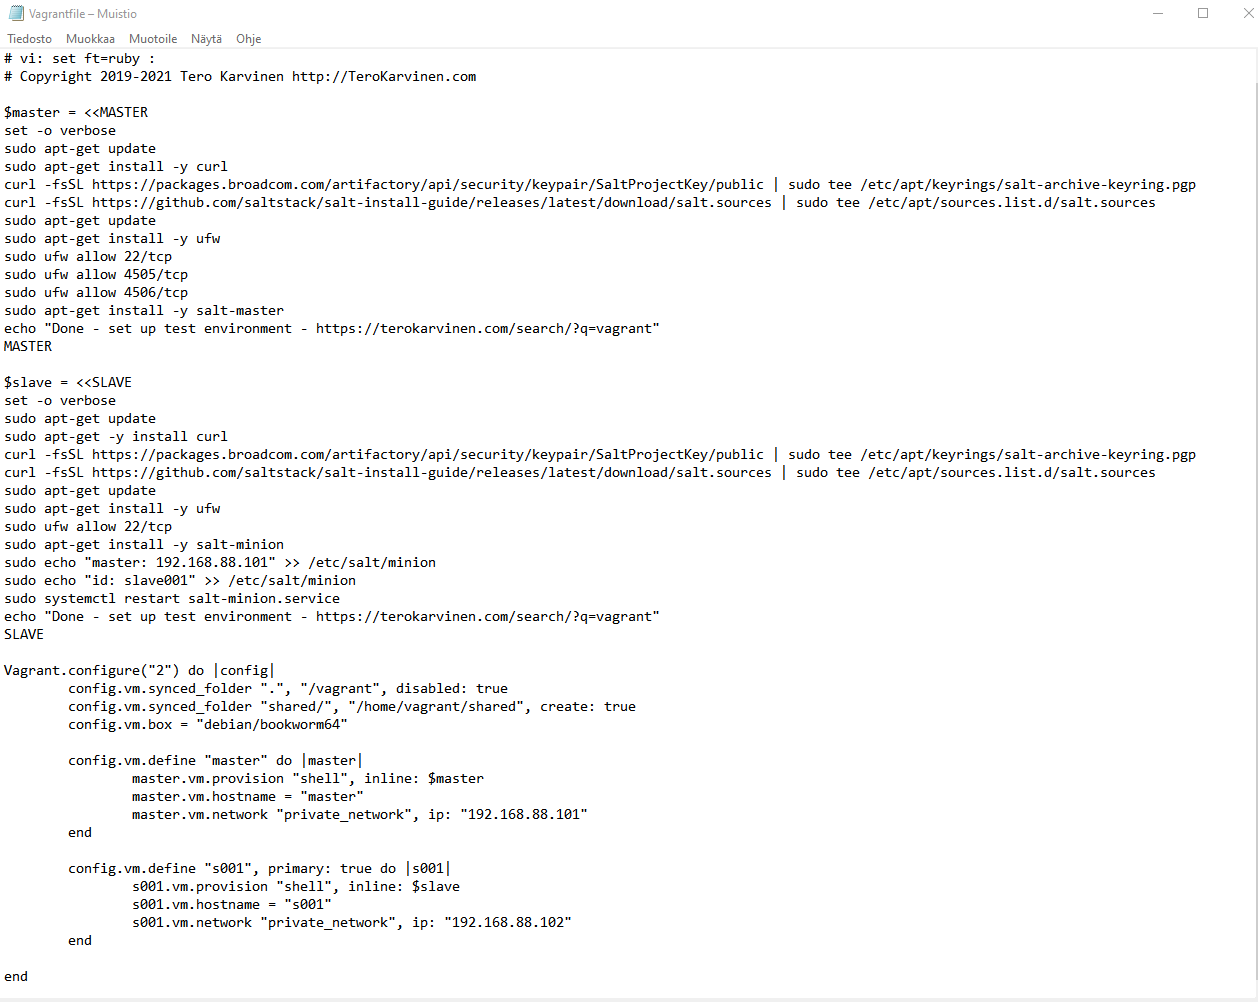 Vagrantfile – Muistio
Tiedosto Muokkaa Muotoile Näytä Ohje
# vi: set ft=ruby :
# Copyright 2019-2021 Tero Karvinen http://TeroKarvinen.com

$master = <<MASTER
set -o verbose
sudo apt-get update
sudo apt-get install -y curl
curl -fsSL https://packages.broadcom.com/artifactory/api/security/keypair/SaltProjectKey/public | sudo tee /etc/apt/keyrings/salt-archive-keyring.pgp
curl -fsSL https://github.com/saltstack/salt-install-guide/releases/latest/download/salt.sources | sudo tee /etc/apt/sources.list.d/salt.sources
sudo apt-get update
sudo apt-get install -y ufw
sudo ufw allow 22/tcp
sudo ufw allow 4505/tcp
sudo ufw allow 4506/tcp
sudo apt-get install -y salt-master
echo "Done - set up test environment - https://terokarvinen.com/search/?q=vagrant"
MASTER

$slave = <<SLAVE
set -o verbose
sudo apt-get update
sudo apt-get -y install curl
curl -fsSL https://packages.broadcom.com/artifactory/api/security/keypair/SaltProjectKey/public | sudo tee /etc/apt/keyrings/salt-archive-keyring.pgp
curl -fsSL https://github.com/saltstack/salt-install-guide/releases/latest/download/salt.sources | sudo tee /etc/apt/sources.list.d/salt.sources
sudo apt-get update
sudo apt-get install -y ufw
sudo ufw allow 22/tcp
sudo apt-get install -y salt-minion
sudo echo "master: 192.168.88.101" >> /etc/salt/minion
sudo echo "id: slave001" >> /etc/salt/minion
sudo systemctl restart salt-minion.service
echo "Done - set up test environment - https://terokarvinen.com/search/?q=vagrant"
SLAVE

Vagrant.configure("2") do |config|
        config.vm.synced_folder ".", "/vagrant", disabled: true
        config.vm.synced_folder "shared/", "/home/vagrant/shared", create: true
        config.vm.box = "debian/bookworm64"

        config.vm.define "master" do |master|
                master.vm.provision "shell", inline: $master
                master.vm.hostname = "master"
                master.vm.network "private_network", ip: "192.168.88.101"
        end

        config.vm.define "s001", primary: true do |s001|
                s001.vm.provision "shell", inline: $slave
                s001.vm.hostname = "s001"
                s001.vm.network "private_network", ip: "192.168.88.102"
        end

end